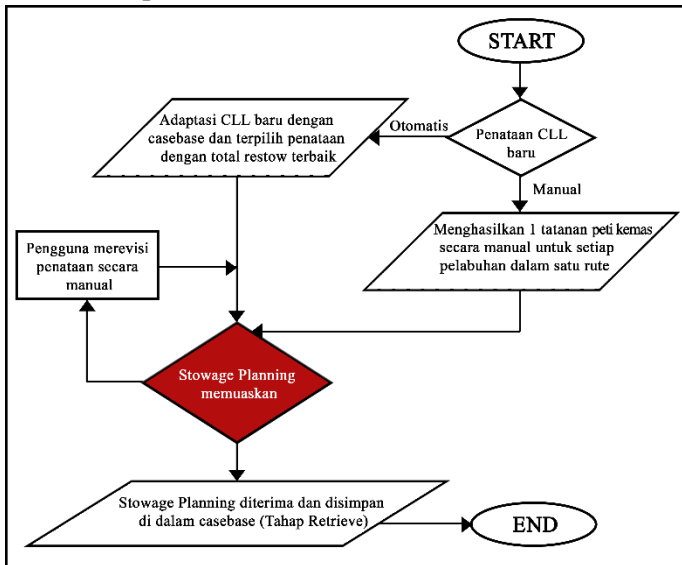 START
Penataan CLL
baru
Otomatis
Adaptasi CLL baru dengan
casebase dan terpilih penataan
dengan total restow terbaik
Manual
Menghasilkan 1 tatanan peti kemas
secara manual untuk setiap
pelabuhan dalam satu rute
Pengguna merevisi
penataan secara
manual
Stowage Planning
memuaskan
Stowage Planning diterima dan disimpan
di dalam casebase (Tahap Retrieve)
END